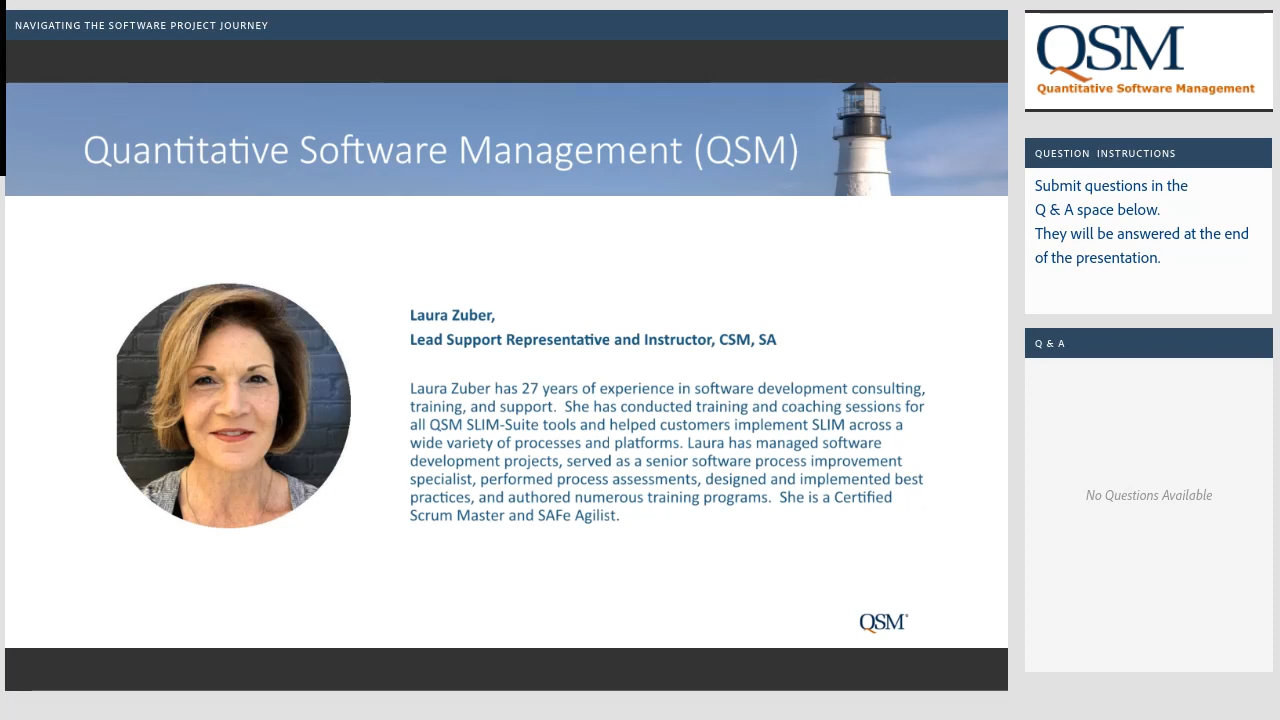 NAVIGATING THE SOFTWARE PROJECT JOURNEY
Quantitative Software Management (QSM)
Laura Zuber,
Lead Support Representative and Instructor, CSM, SA
Laura Zuber has 27 years of experience in software development consulting,
training, and support.  She has conducted training and coaching sessions for
all QSM SLIM-Suite tools and helped customers implement SLIM across a
wide variety of processes and platforms. Laura has managed software
development projects, served as a senior software process improvement
specialist, performed process assessments, designed and implemented best
practices, and authored numerous training programs.  She is a Certified
Scrum Master and SAFe Agilist.
QSM
QSM
Quantitative Software Management
QUESTION INSTRUCTIONS
Submit questions in the
Q & A space below.
They will be answered at the end
of the presentation.
Q & A
No Questions Available